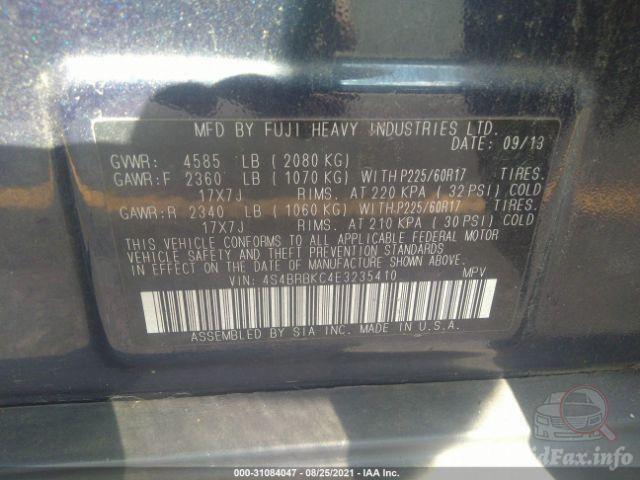 MFD BY FUJI HEAVY INDUSTRIES LTD.
DATE: 09/13
GVWR: 4585 LB (2080 KG)
GAWR:F 2360 LB (1070 KG) WITH P225/60R17 TIRES.
17X7J RIMS. AT 220 KPA (32 PSI) COLD
GAWR:R 2340 LB (1060 KG) WITH P225/60R17 TIRES.
17X7J RIMS. AT 210 KPA (30 PSI) COLD
THIS VEHICLE CONFORMS TO ALL APPLICABLE FEDERAL MOTOR
VEHICLE SAFETY AND THEFT PREVENTION STANDARDS
IN EFFECT ON THE DATE OF MANUFACTURE SHOWN ABOVE.
VIN: 4S4BRBKC4E3235410 MPV
ASSEMBLED BY SIA INC. MADE IN U.S.A.
idFax.info
000-31084047 - 08/25/2021 - IAA Inc.